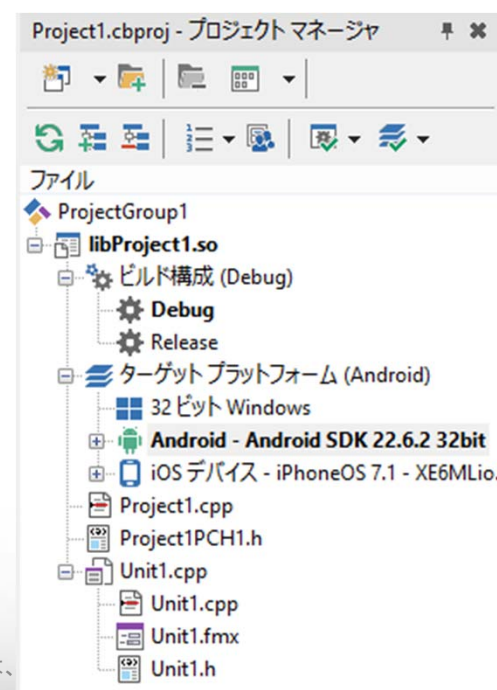 Project1.cbproj - プロジェクト マネージャ
ファイル
ProjectGroup1
libProject1.so
ビルド構成 (Debug)
Debug
Release
ターゲット プラットフォーム (Android)
32 ビット Windows
Android - Android SDK 22.6.2 32bit
iOS デバイス - iPhoneOS 7.1 - XE6MLio.
Project1.cpp
Project1PCH1.h
Unit1.cpp
Unit1.cpp
Unit1.fmx
Unit1.h